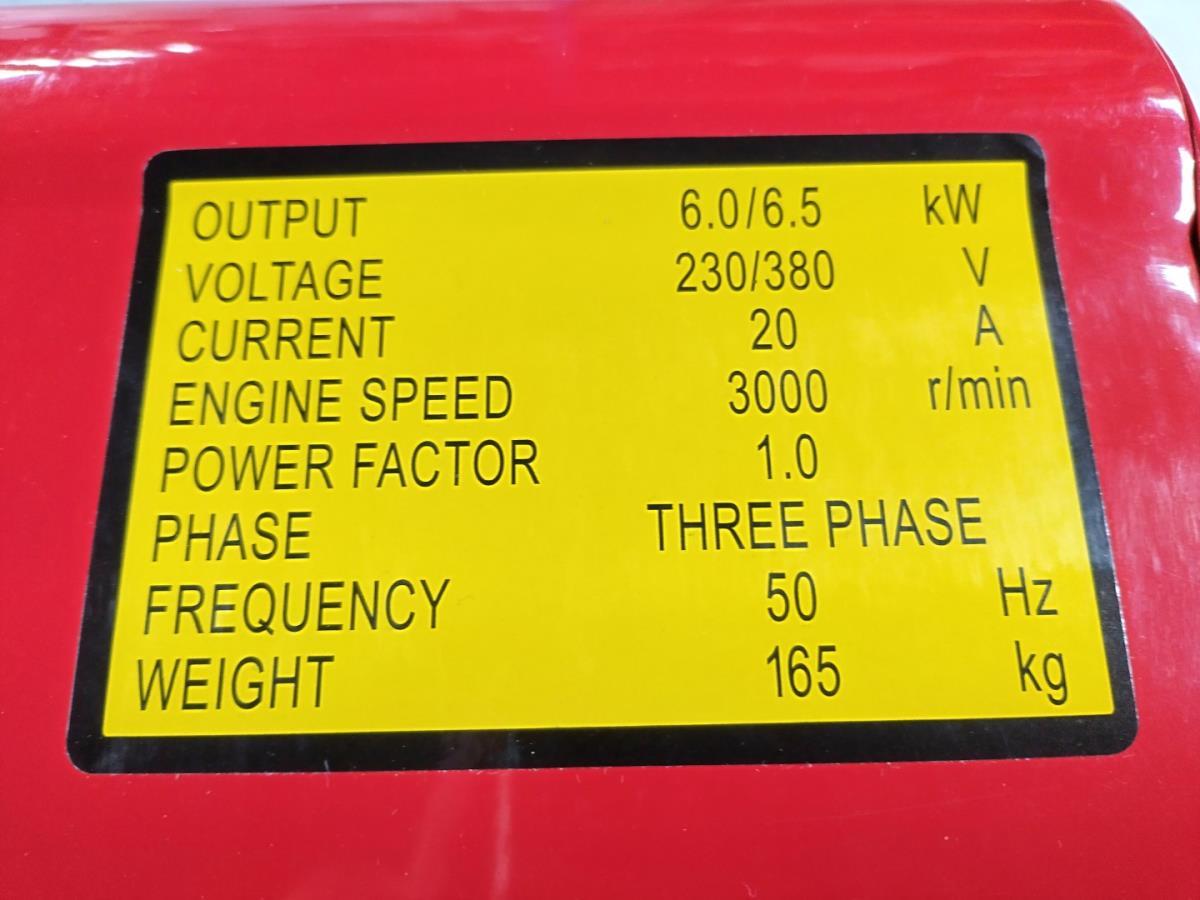 OUTPUT 6.0/6.5 kW
VOLTAGE 230/380 V
CURRENT 20 A
ENGINE SPEED 3000 r/min
POWER FACTOR 1.0
PHASE THREE PHASE
FREQUENCY 50 Hz
WEIGHT 165 kg